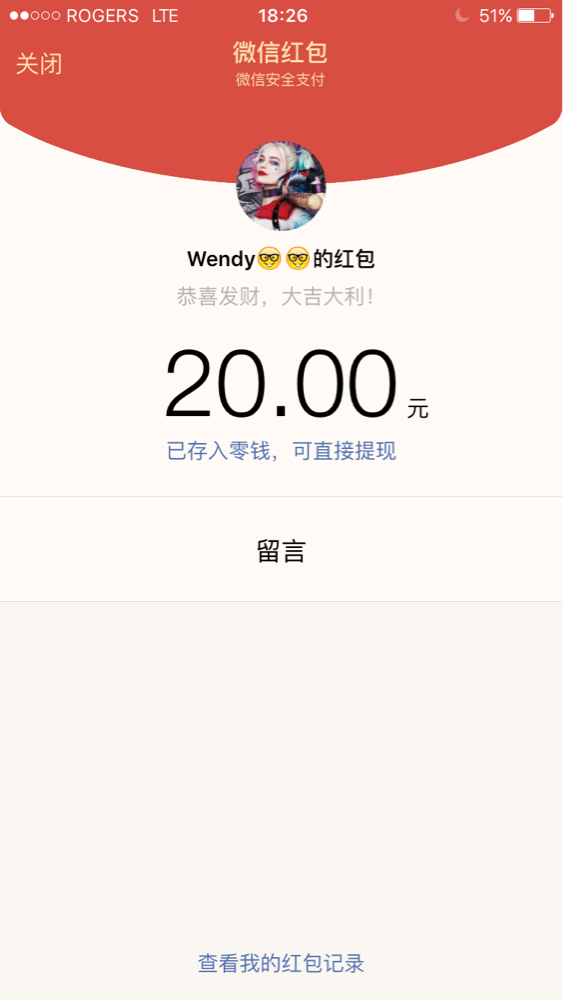 ROGERS LTE 18:26 51%
关闭
微信红包
微信安全支付
Wendy🤓🤓的红包
恭喜发财，大吉大利！
20.00 元
已存入零钱，可直接提现
留言
查看我的红包记录